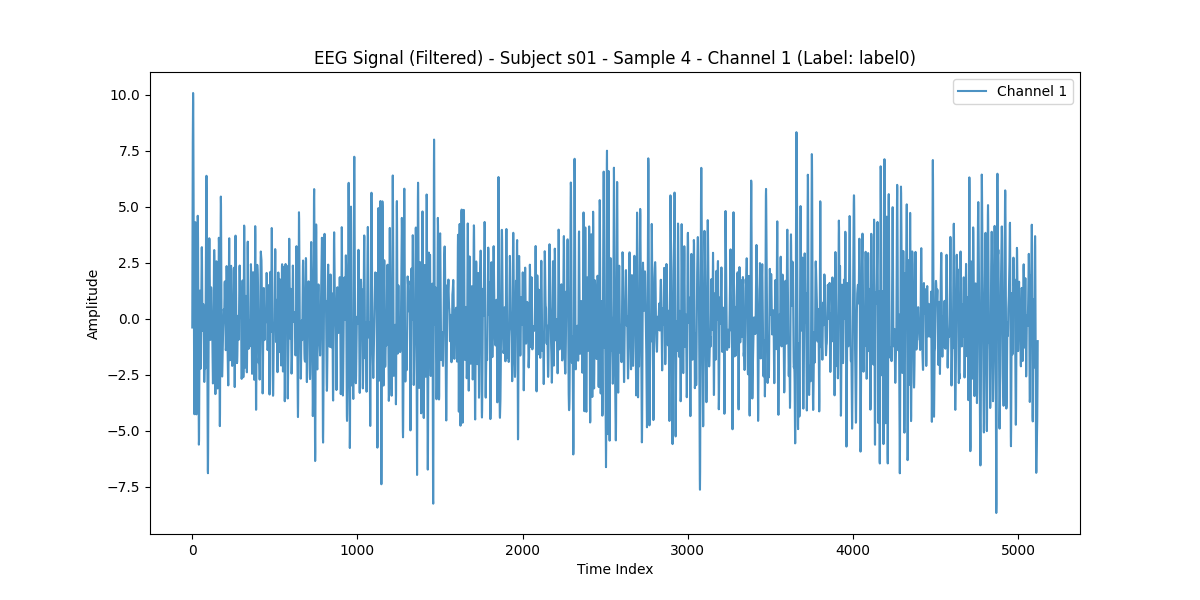 EEG Signal (Filtered) - Subject s01 - Sample 4 - Channel 1 (Label: label0)
Channel 1
10.0
7.5
5.0
2.5
0.0
−2.5
−5.0
−7.5
Amplitude
0 1000 2000 3000 4000 5000
Time Index